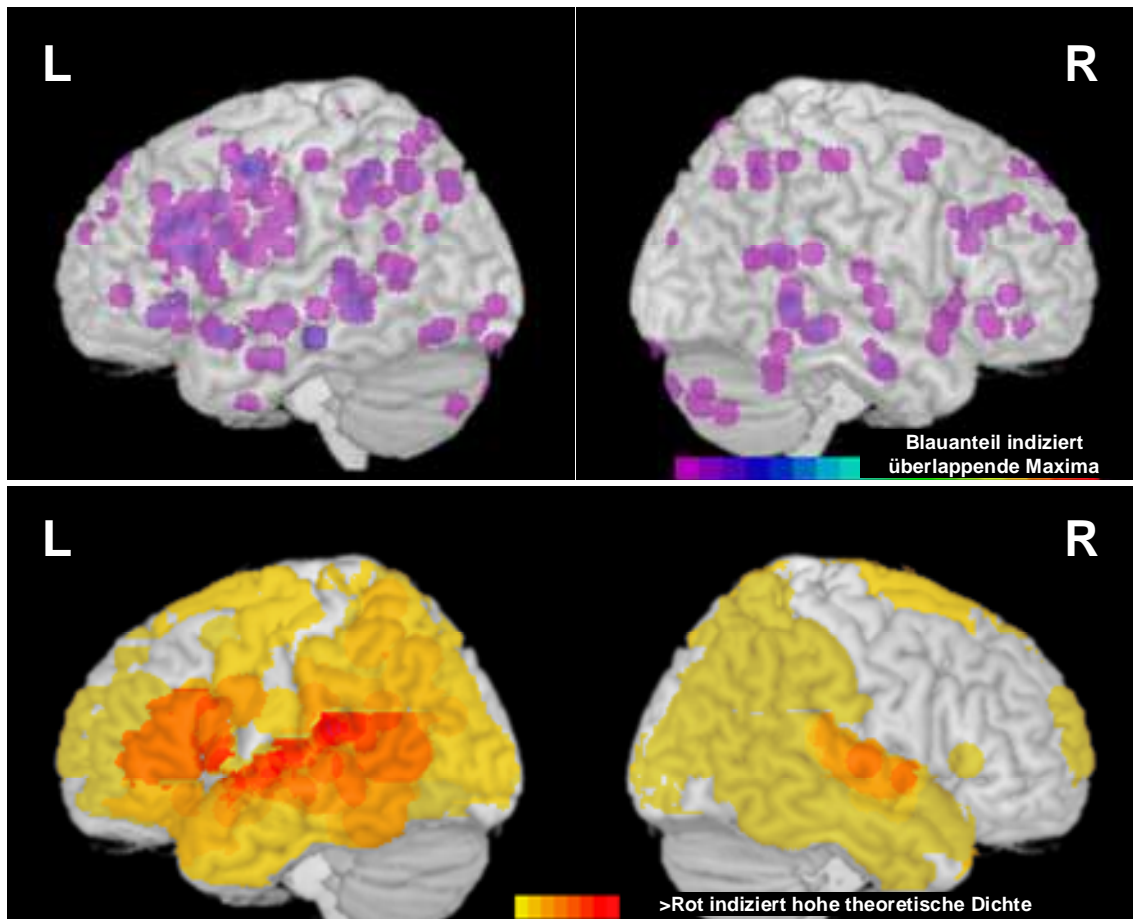 L
R
Blauanteil indiziert
überlappende Maxima
L
R
>Rot indiziert hohe theoretische Dichte